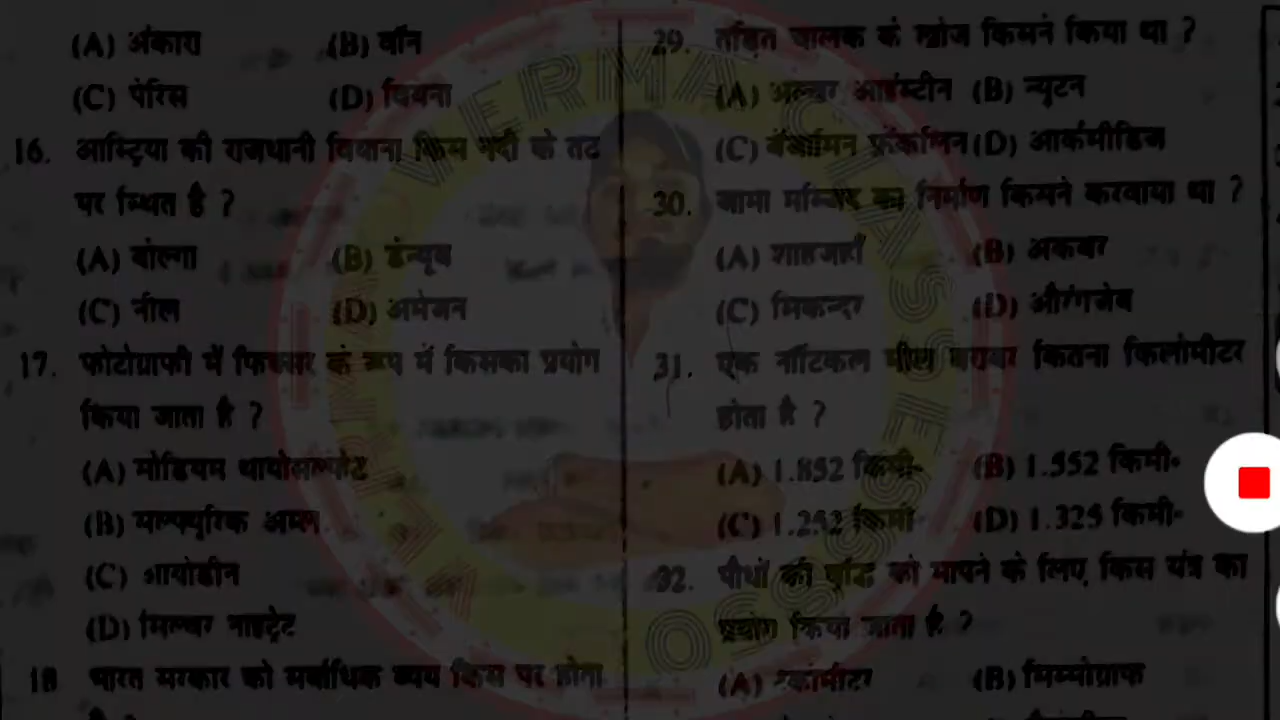 (A) अंकारा (B) बॉन
(C) पेरिस (D) वियना
16. आस्ट्रिया की राजधानी वियाना किस नदी के तट
पर स्थित है ?
(A) वोल्गा (B) डेन्यूब
(C) नील (D) अमेजन
17. फोटोग्राफी में फिक्सर के रूप में किसका प्रयोग
किया जाता है ?
(A) सोडियम थायोसल्फेट
(B) सल्फ्यूरिक अम्ल
(C) आयोडीन
(D) सिल्वर नाइट्रेट
18 भारत सरकार को सर्वाधिक व्यय किस पर होता
29. तड़ित चालक के खोज किसने किया था ?
(A) अल्बर्ट आइंस्टीन (B) न्यूटन
(C) बेंजामिन फ्रेंकलिन (D) आर्कमीडिज
30. जामा मस्जिद का निर्माण किसने करवाया था ?
(A) शाहजहाँ (B) अकबर
(C) सिकन्दर (D) औरंगजेब
31. एक नॉटिकल मील बराबर कितना किलोमीटर
होता है ?
(A) 1.852 किमी. (B) 1.552 किमी.
(C) 1.252 किमी. (D) 1.325 किमी.
32. पौधों की वृद्धि को मापने के लिए किस यंत्र का
प्रयोग किया जाता है ?
(A) (B) सिस्मोग्राफ
VERMA CLASSES